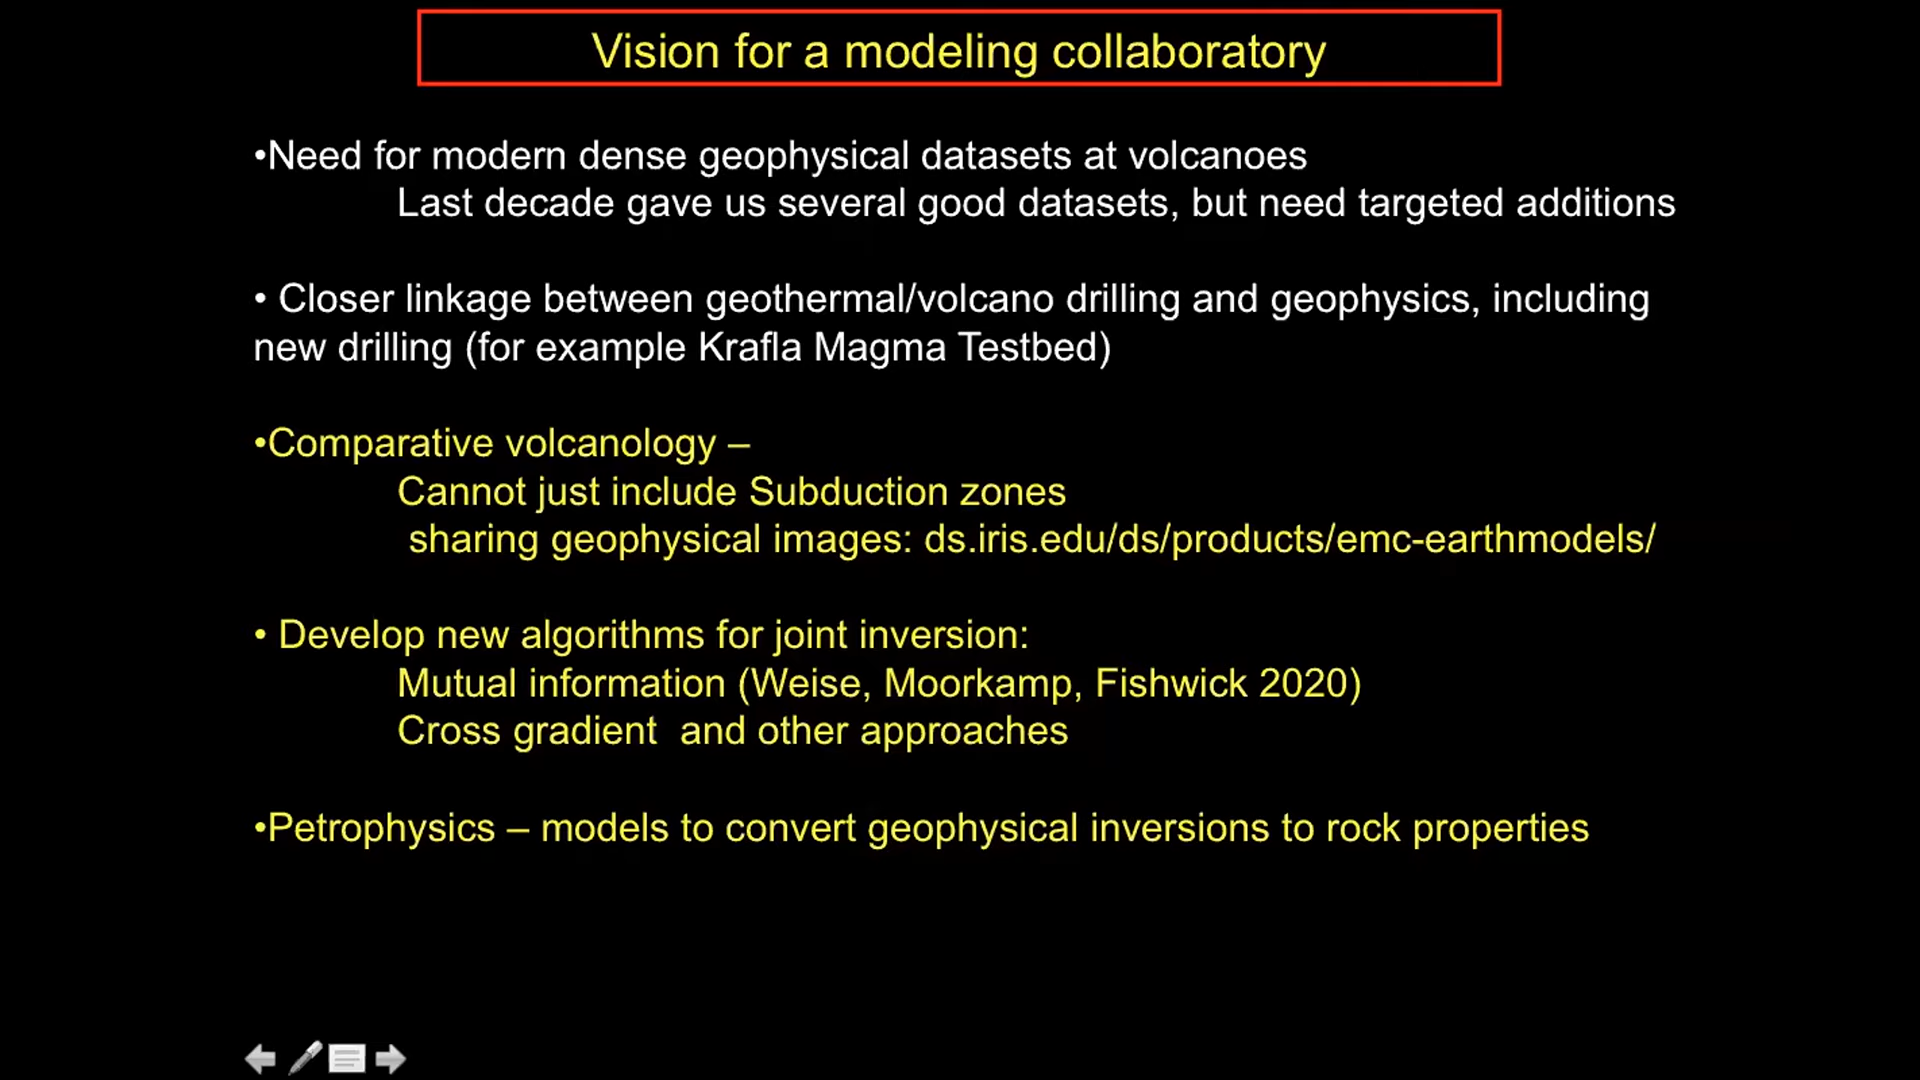 Vision for a modeling collaboratory
•Need for modern dense geophysical datasets at volcanoes
Last decade gave us several good datasets, but need targeted additions
• Closer linkage between geothermal/volcano drilling and geophysics, including
new drilling (for example Krafla Magma Testbed)
•Comparative volcanology –
Cannot just include Subduction zones
sharing geophysical images: ds.iris.edu/ds/products/emc-earthmodels/
• Develop new algorithms for joint inversion:
Mutual information (Weise, Moorkamp, Fishwick 2020)
Cross gradient  and other approaches
•Petrophysics – models to convert geophysical inversions to rock properties